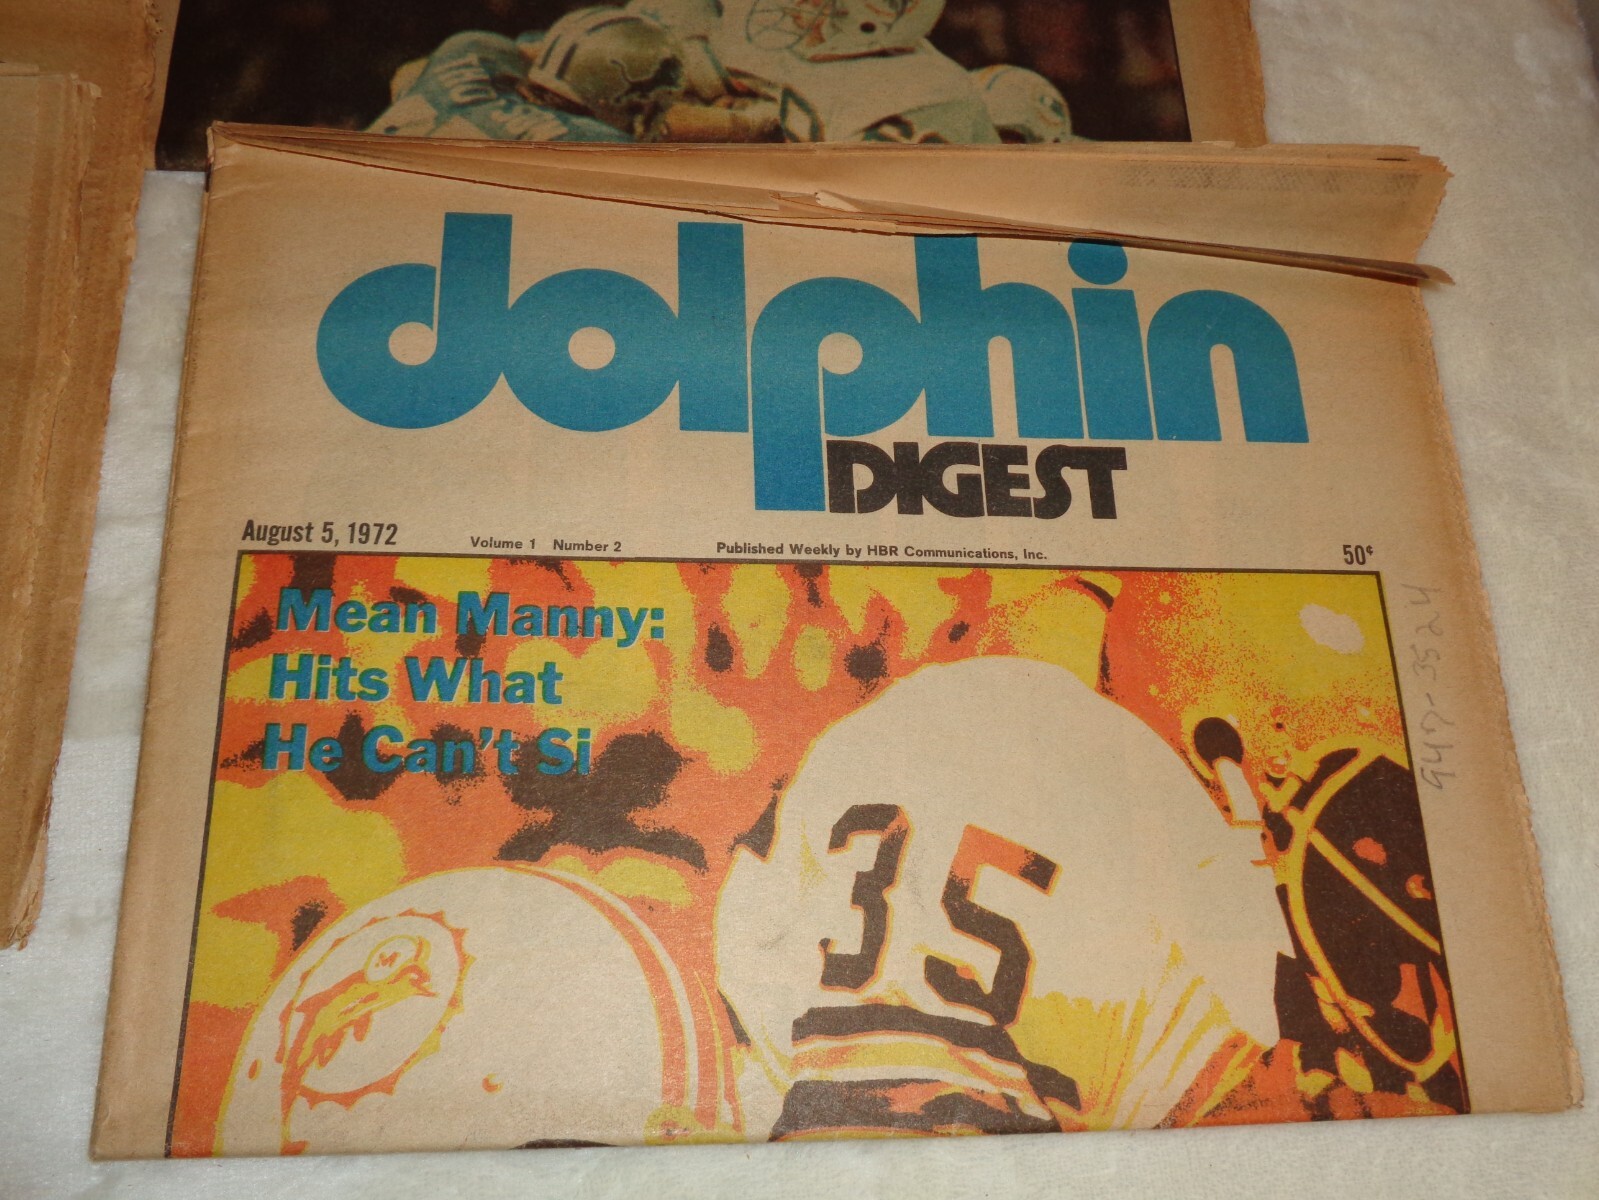 dolphin
DIGEST
August 5, 1972 Volume 1 Number 2 Published Weekly by HBR Communications, Inc. 50¢
Mean Manny:
Hits What
He Can't Si
35
M
947-3524